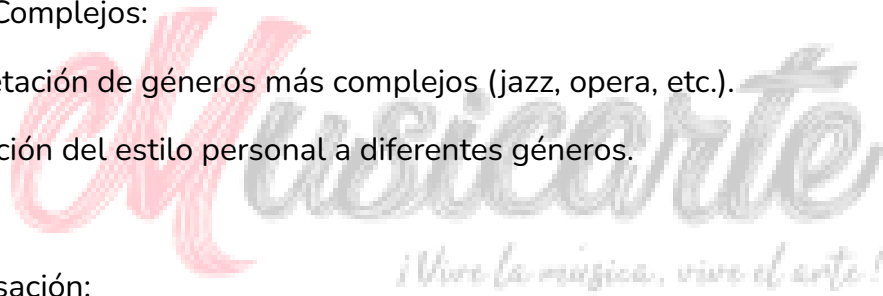 Complejos:
etación de géneros más complejos (jazz, opera, etc.).
ción del estilo personal a diferentes géneros.
Musicarte
¡Vive la música, vive el arte!
sación: